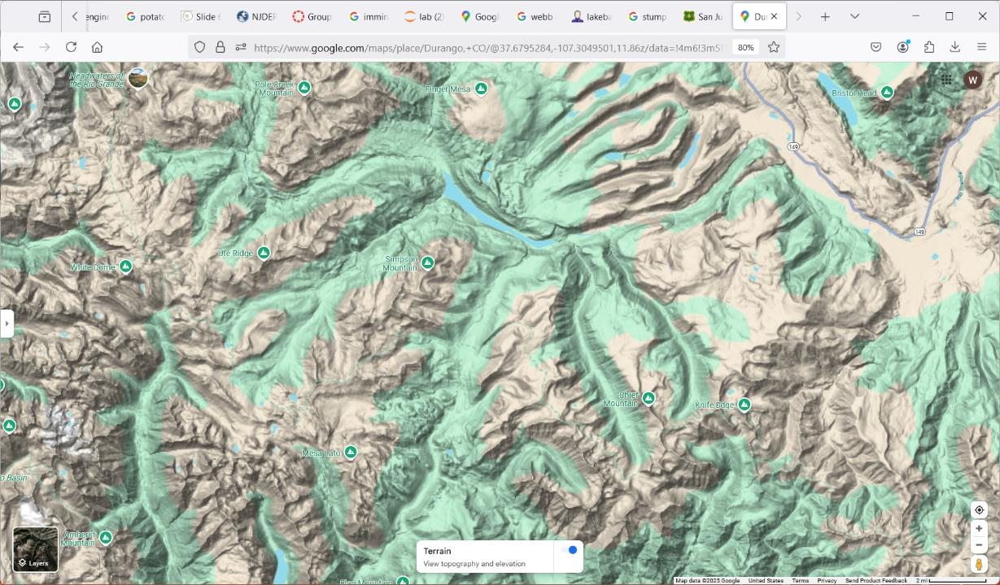 engine
potato
Slide 6
NJDEP
Group
immin
lab (2)
Googl
webb
lakeba
stump
San Ju
Dur
https://www.google.com/maps/place/Durango,+CO/@37.6795284,-107.3049501,11.86z/data=!4m6!3m5!
80%
Headwaters of
the Rio Grande
Pole Creek
Mountain
Finger Mesa
Bristol Head
W
149
Rio Grande
149
Ute Ridge
White Dome
Simpson
Mountain
Chief
Mountain
Knife Edge
Mesa Lato
o Basin
Amherst
Mountain
Layers
Terrain
View topography and elevation
Flag Mountain
Map data ©2025 Google
United States
Terms
Privacy
Send Product Feedback
2 mi